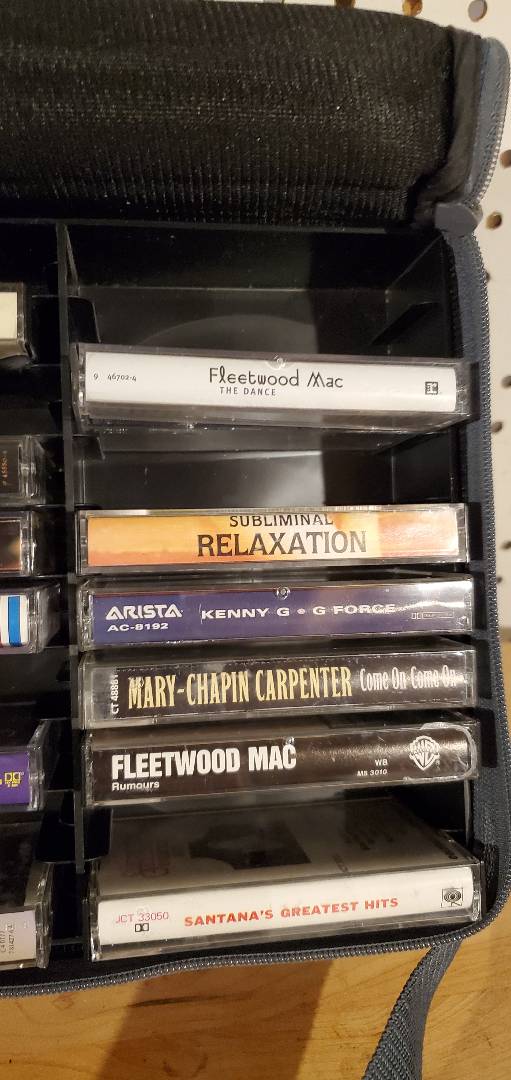 9 46702-4
Fleetwood Mac
THE DANCE
SUBLIMINAL
RELAXATION
ARISTA
AC-8192
KENNY G • G FORCE
CT 48881
MARY-CHAPIN CARPENTER
Come On Come On
FLEETWOOD MAC
Rumours
WB
MS 3010
JCT 33050
SANTANA'S GREATEST HITS